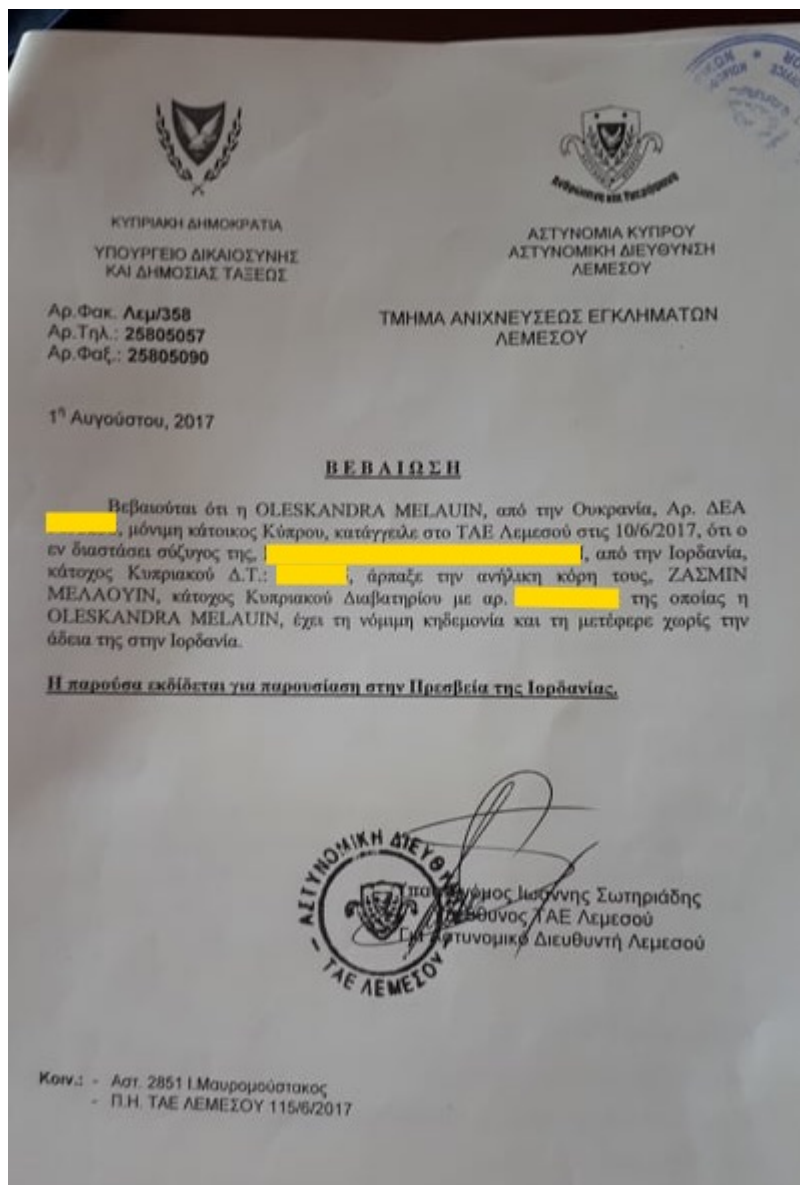 ΚΥΠΡΙΑΚΗ ΔΗΜΟΚΡΑΤΙΑ
ΥΠΟΥΡΓΕΙΟ ΔΙΚΑΙΟΣΥΝΗΣ
ΚΑΙ ΔΗΜΟΣΙΑΣ ΤΑΞΕΩΣ
ΑΣΤΥΝΟΜΙΑ ΚΥΠΡΟΥ
ΑΣΤΥΝΟΜΙΚΗ ΔΙΕΥΘΥΝΣΗ
ΛΕΜΕΣΟΥ
Αρ.Φακ. Λεμ/358
Αρ.Τηλ.: 25805057
Αρ.Φαξ.: 25805090
ΤΜΗΜΑ ΑΝΙΧΝΕΥΣΕΩΣ ΕΓΚΛΗΜΑΤΩΝ
ΛΕΜΕΣΟΥ
1η Αυγούστου, 2017
ΒΕΒΑΙΩΣΗ
Βεβαιούται ότι η OLESKANDRA MELAUIN, από την Ουκρανία, Αρ. ΔΕΑ
, μόνιμη κάτοικος Κύπρου, κατάγγειλε στο ΤΑΕ Λεμεσού στις 10/6/2017, ότι ο
εν διαστάσει σύζυγος της, , από την Ιορδανία,
κάτοχος Κυπριακού Δ.Τ.: , άρπαξε την ανήλικη κόρη τους, ΖΑΣΜΙΝ
ΜΕΛΑΟΥΙΝ, κάτοχος Κυπριακού Διαβατηρίου με αρ. της οποίας η
OLESKANDRA MELAUIN, έχει τη νόμιμη κηδεμονία και τη μετέφερε χωρίς την
άδεια της στην Ιορδανία.
Η παρούσα εκδίδεται για παρουσίαση στην Πρεσβεία της Ιορδανίας.
ΑΣΤΥΝΟΜΙΚΗ ΔΙΕΥΘ
ΤΑΕ ΛΕΜΕΣΟΥ
Ιωάννης Σωτηριάδης
ΤΑΕ Λεμεσού
Για Αστυνομικό Διευθυντή Λεμεσού
Κοιν.: - Αστ. 2851 Ι.Μαυρομούστακος
- Π.Η. ΤΑΕ ΛΕΜΕΣΟΥ 115/6/2017